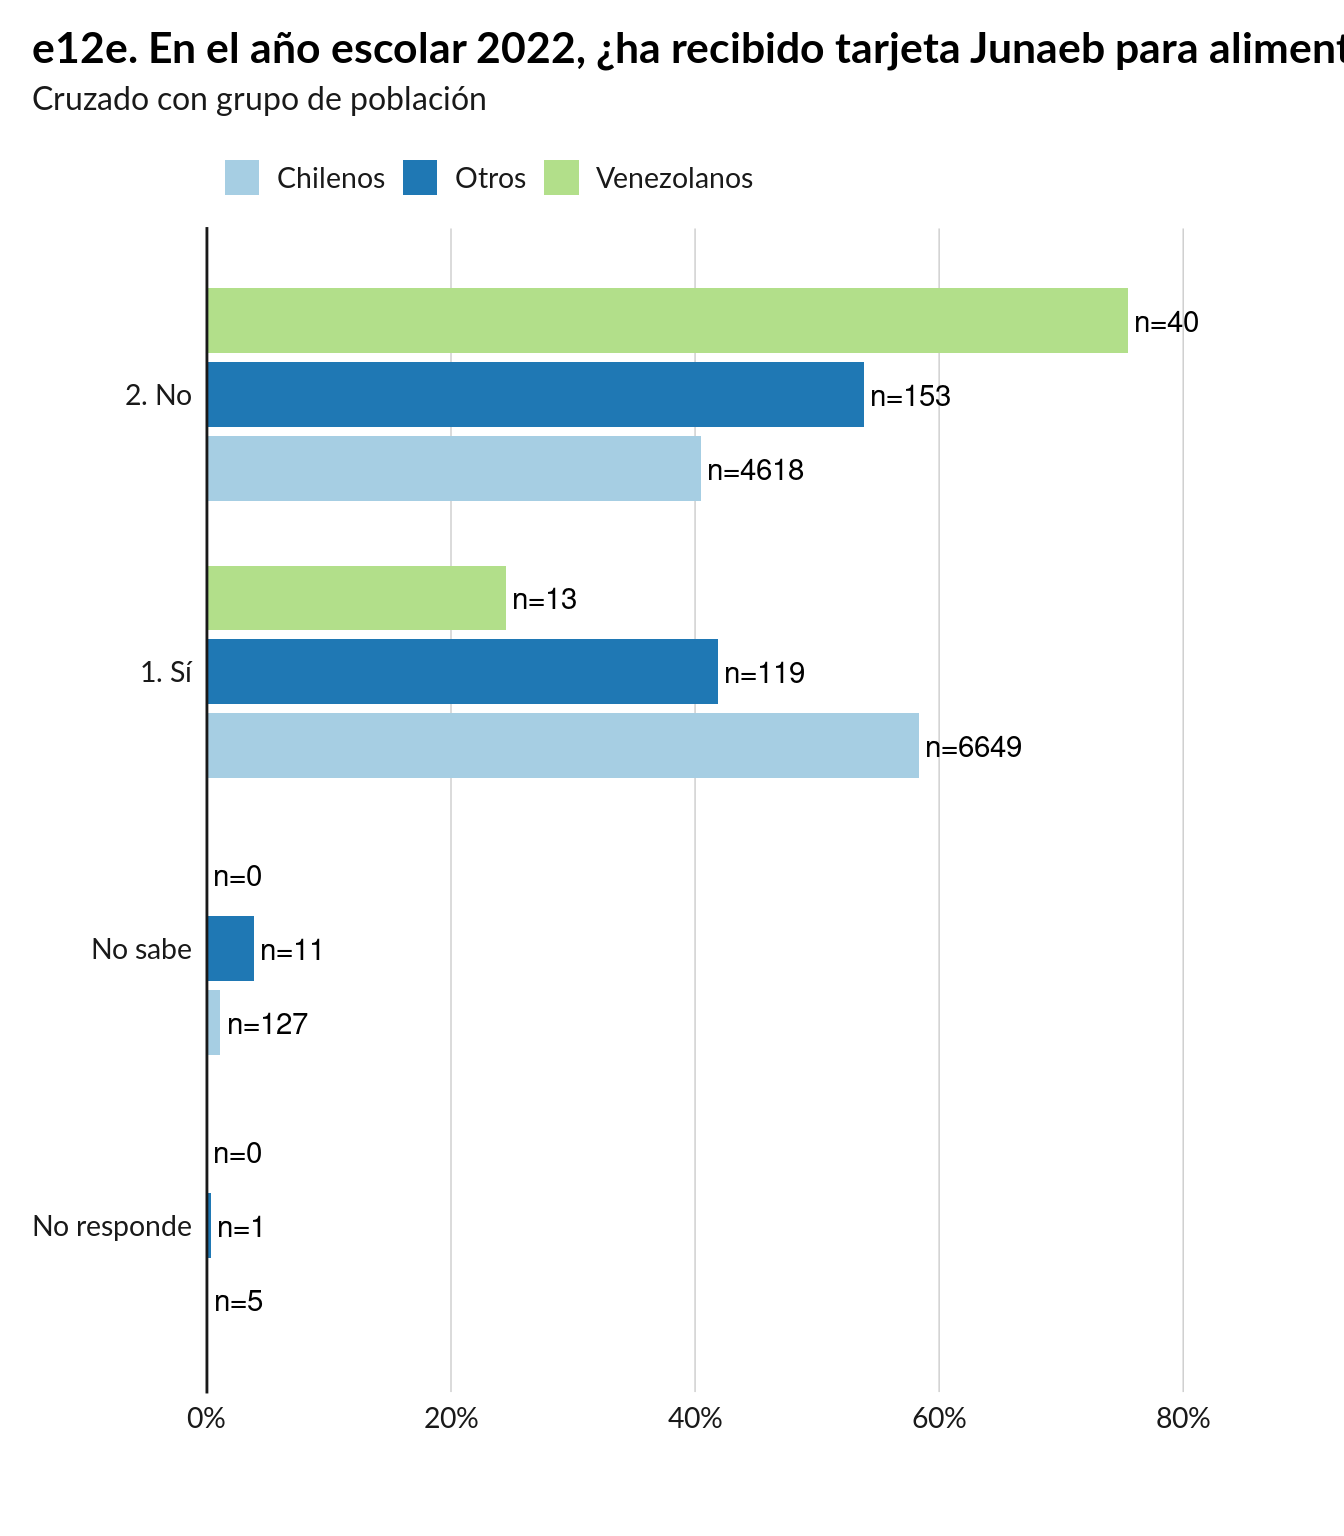 e12e. En el año escolar 2022, ¿ha recibido tarjeta Junaeb para aliment
Cruzado con grupo de población
Chilenos Otros Venezolanos
n=40
2. No n=153
n=4618
n=13
1. Sí n=119
n=6649
n=0
No sabe n=11
n=127
n=0
No responde n=1
n=5
0% 20% 40% 60% 80%